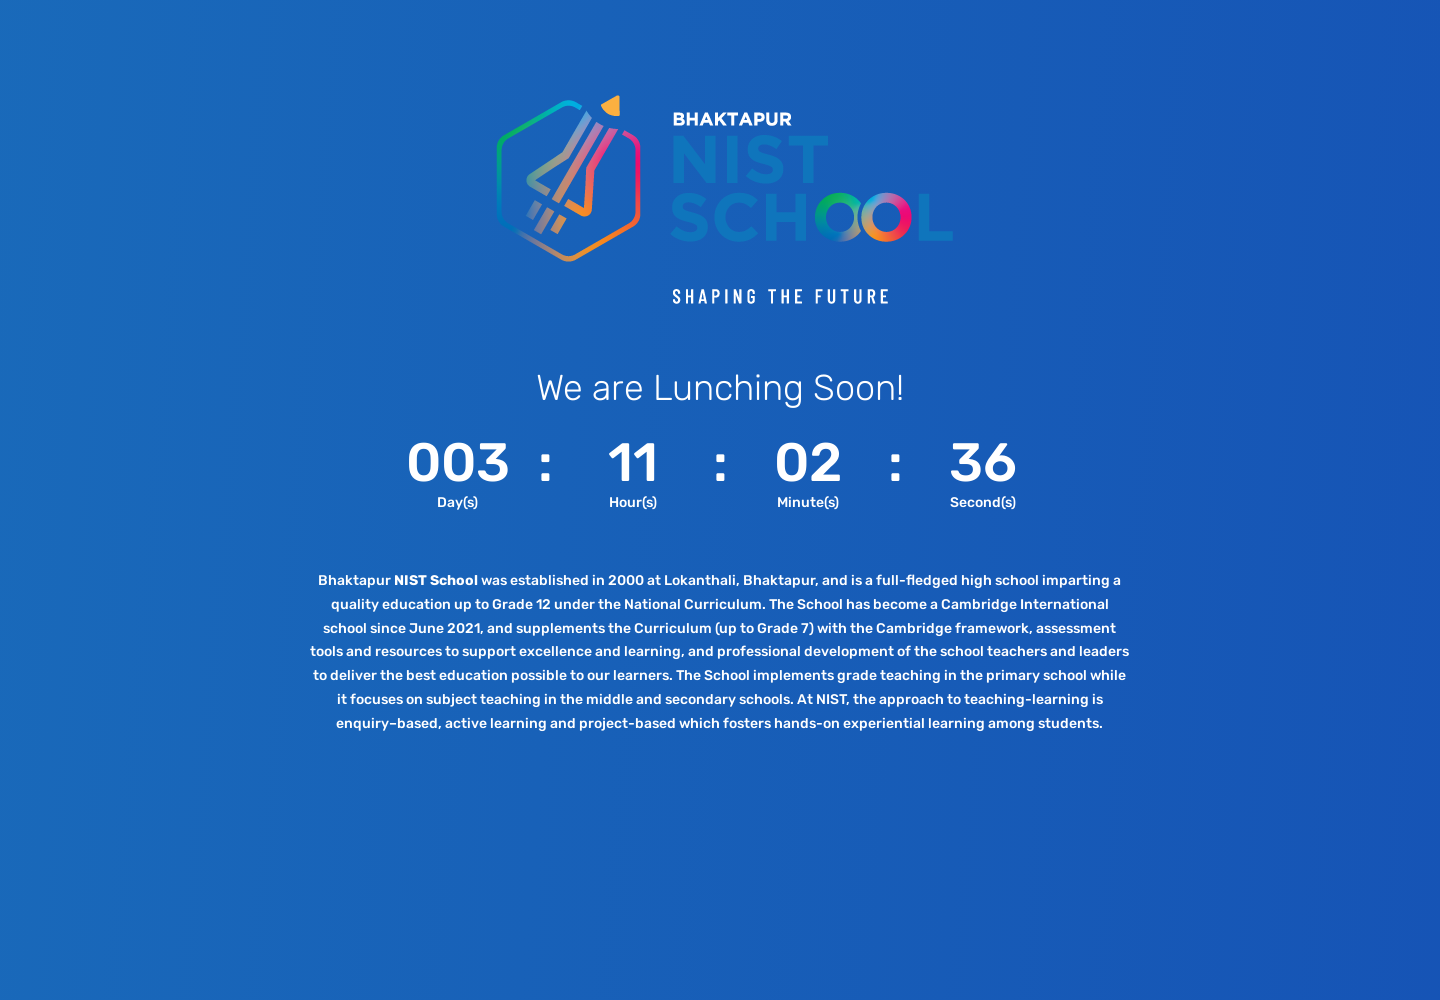 BHAKTAPUR
NIST
SCHOOL
SHAPING THE FUTURE
We are Lunching Soon!
003 : 11 : 02 : 36
Day(s) Hour(s) Minute(s) Second(s)
Bhaktapur NIST School was established in 2000 at Lokanthali, Bhaktapur, and is a full-fledged high school imparting a
quality education up to Grade 12 under the National Curriculum. The School has become a Cambridge International
school since June 2021, and supplements the Curriculum (up to Grade 7) with the Cambridge framework, assessment
tools and resources to support excellence and learning, and professional development of the school teachers and leaders
to deliver the best education possible to our learners. The School implements grade teaching in the primary school while
it focuses on subject teaching in the middle and secondary schools. At NIST, the approach to teaching-learning is
enquiry–based, active learning and project-based which fosters hands-on experiential learning among students.